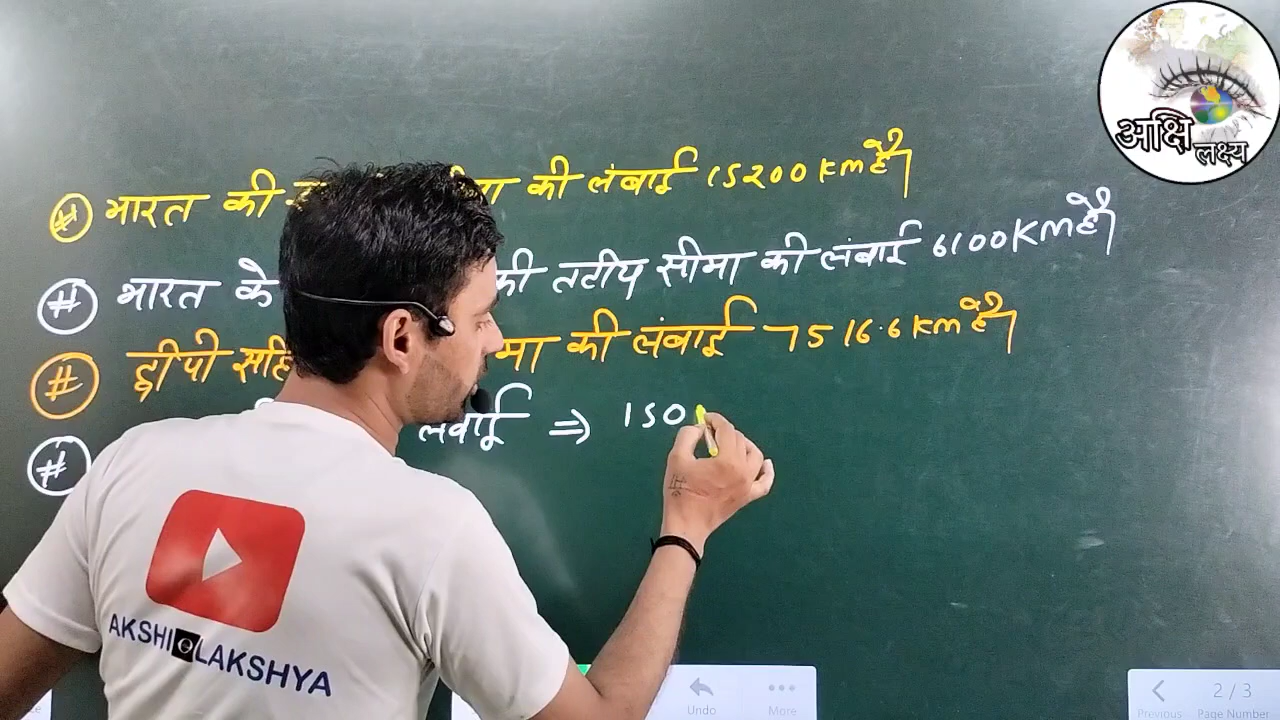 अक्षि
लक्ष्य
# भारत की की लंबाई 15200 km है।
# भारत के की तटीय सीमा की लंबाई 6100 KM है।
# द्वीपो की लंबाई 7516.6 km है।
# लंबाई ⇒ 150
AKSHI e LAKSHYA
Undo
More
Previous
2 / 3
Page Number